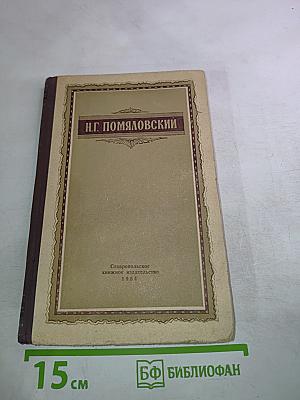 Н.Г. ПОМЯЛОВСКИЙ
Ставропольское
книжное издательство
15 см
БФ БИБЛИОФАН